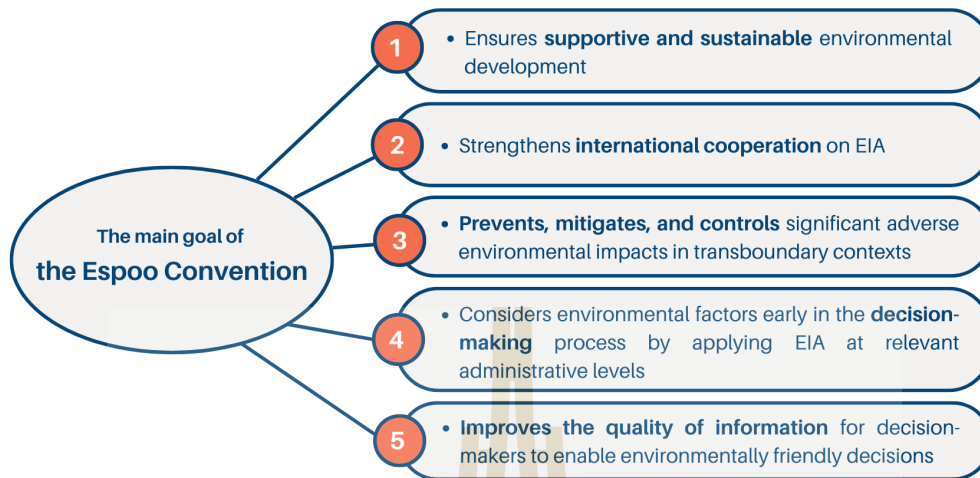 The main goal of
the Espoo Convention
1
• Ensures supportive and sustainable environmental
development
2
• Strengthens international cooperation on EIA
3
• Prevents, mitigates, and controls significant adverse
environmental impacts in transboundary contexts
4
• Considers environmental factors early in the decision-
making process by applying EIA at relevant
administrative levels
5
• Improves the quality of information for decision-
makers to enable environmentally friendly decisions